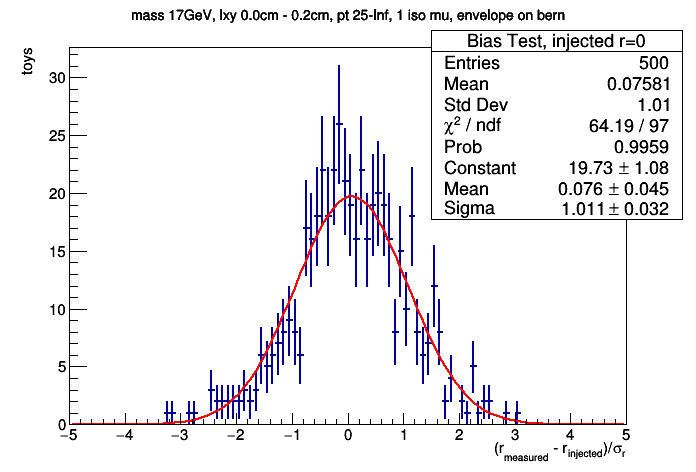 mass 17GeV, lxy 0.0cm - 0.2cm, pt 25-Inf, 1 iso mu, envelope on bern
Bias Test, injected r=0
Entries 500
Mean 0.07581
Std Dev 1.01
χ² / ndf 64.19 / 97
Prob 0.9959
Constant 19.73 ± 1.08
Mean 0.076 ± 0.045
Sigma 1.011 ± 0.032
toys
30
25
20
15
10
5
0
−5 −4 −3 −2 −1 0 1 2 3 4 5
(r_measured - r_injected)/σ_r